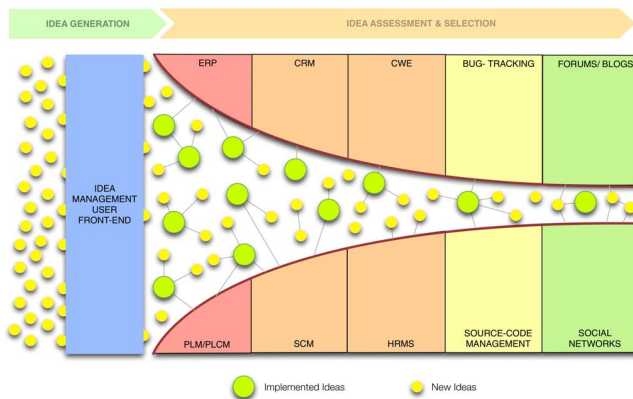 IDEA GENERATION
IDEA ASSESSMENT & SELECTION
ERP
CRM
CWE
BUG- TRACKING
FORUMS/ BLOGS
IDEA
MANAGEMENT
USER
FRONT-END
PLM/PLCM
SCM
HRMS
SOURCE-CODE
MANAGEMENT
SOCIAL
NETWORKS
Implemented Ideas
New Ideas